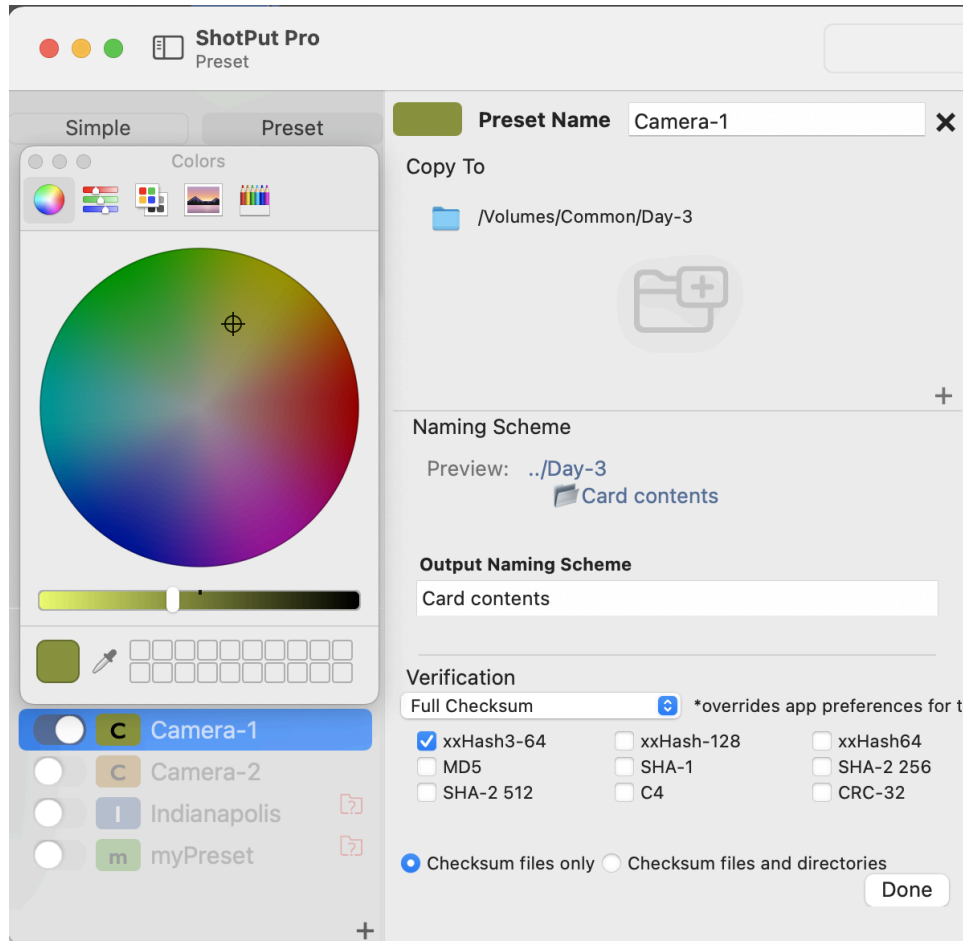 ShotPut Pro
Preset
Simple
Preset
Colors
Preset Name
Camera-1
Copy To
/Volumes/Common/Day-3
Naming Scheme
Preview: ../Day-3
Card contents
Output Naming Scheme
Card contents
Verification
Full Checksum
*overrides app preferences for t
xxHash3-64
xxHash-128
xxHash64
MD5
SHA-1
SHA-2 256
SHA-2 512
C4
CRC-32
Checksum files only
Checksum files and directories
Done
C Camera-1
C Camera-2
I Indianapolis
m myPreset